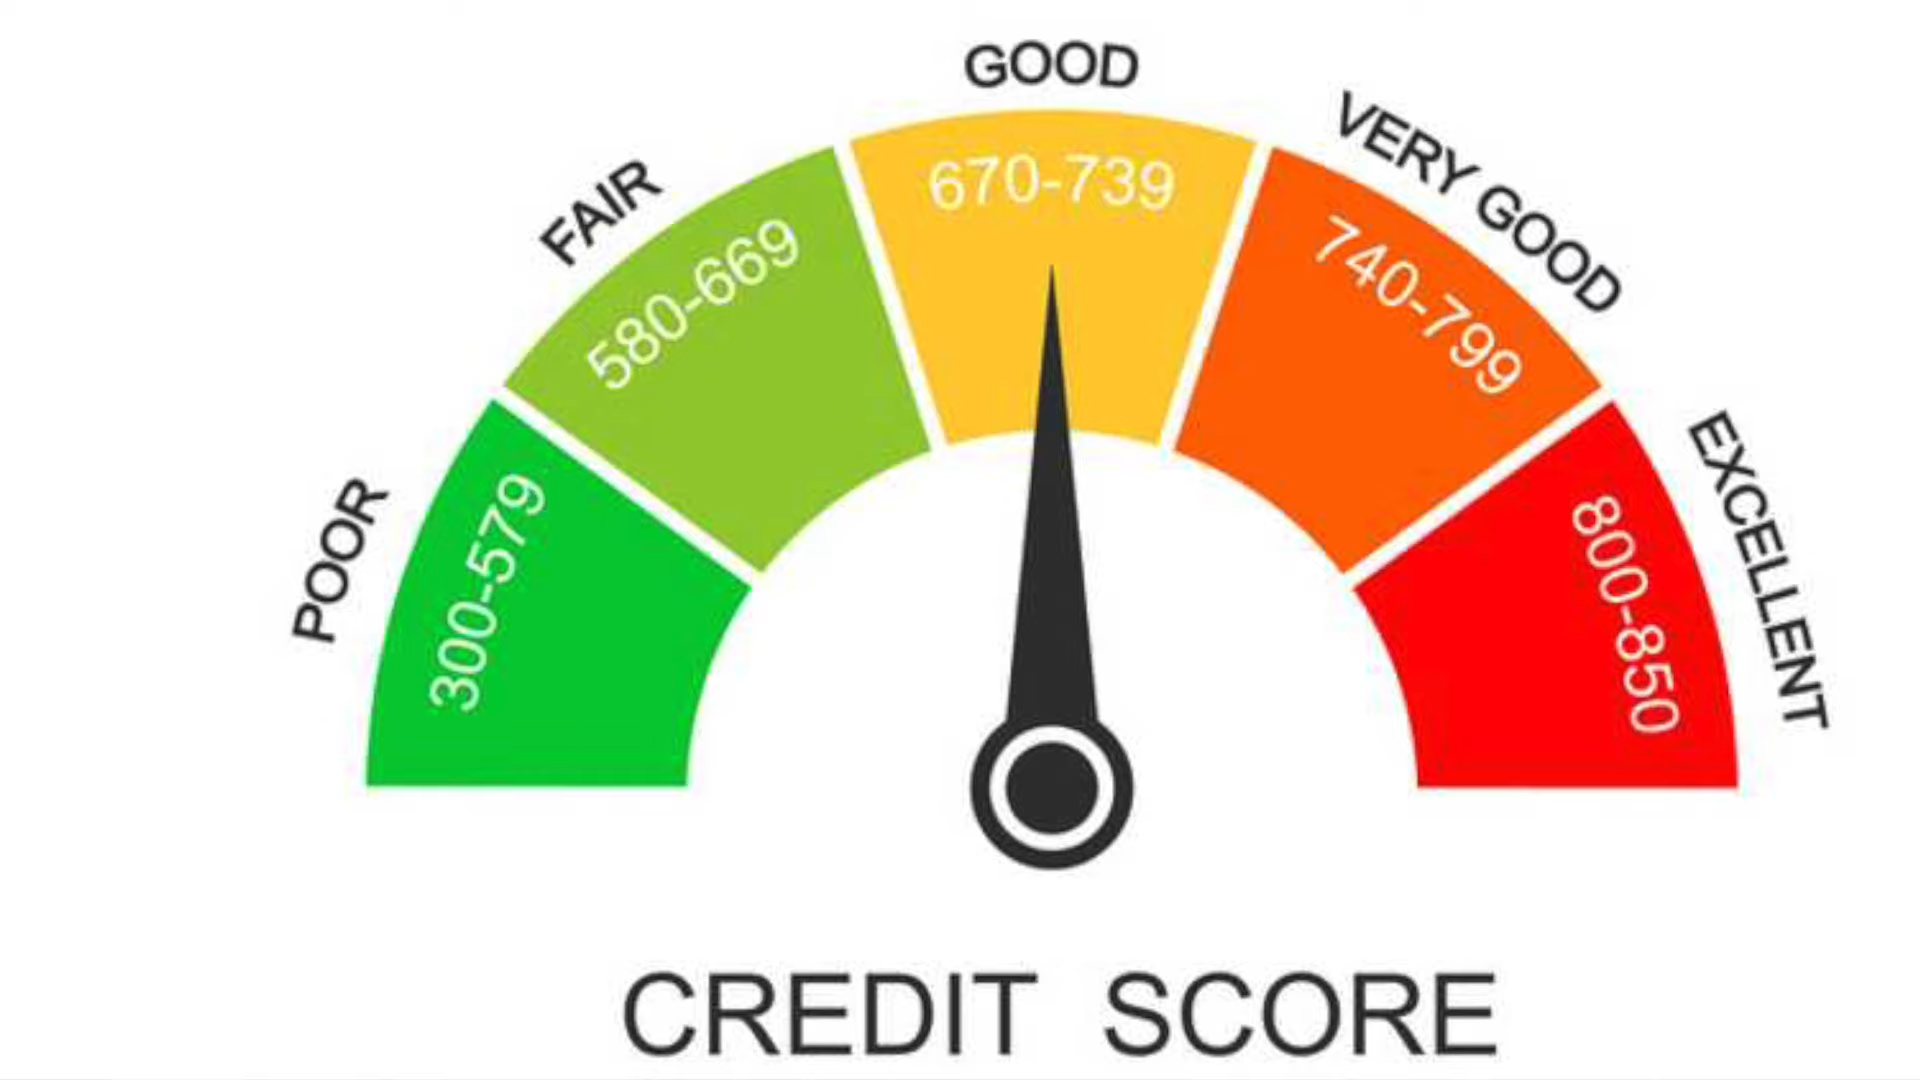 POOR
300-579
FAIR
580-669
GOOD
670-739
VERY GOOD
740-799
EXCELLENT
800-850
CREDIT SCORE